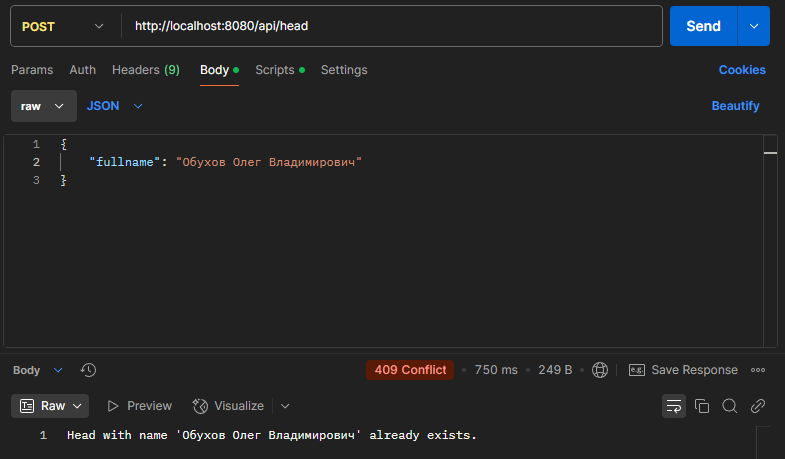 POST http://localhost:8080/api/head Send
Params Auth Headers (9) Body Scripts Settings Cookies
raw JSON Beautify
1 {
2 "fullname": "Обухов Олег Владимирович"
3 }
Body 409 Conflict 750 ms 249 B e.g. Save Response
Raw Preview Visualize
1 Head with name 'Обухов Олег Владимирович' already exists.